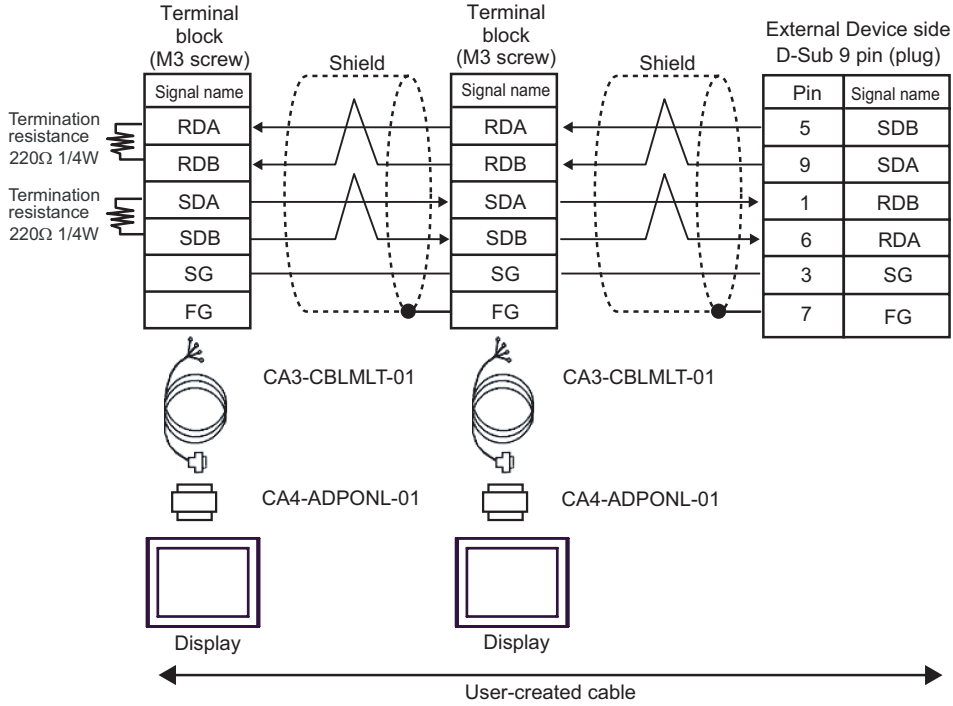 Terminal
block
(M3 screw)
Terminal
block
(M3 screw)
External Device side
D-Sub 9 pin (plug)
Shield
Shield
Signal name
Signal name
Pin Signal name
Termination
resistance
220Ω 1/4W
RDA
RDA
5 SDB
RDB
RDB
9 SDA
Termination
resistance
220Ω 1/4W
SDA
SDA
1 RDB
SDB
SDB
6 RDA
SG
SG
3 SG
FG
FG
7 FG
CA3-CBLMLT-01
CA3-CBLMLT-01
CA4-ADPONL-01
CA4-ADPONL-01
Display
Display
User-created cable